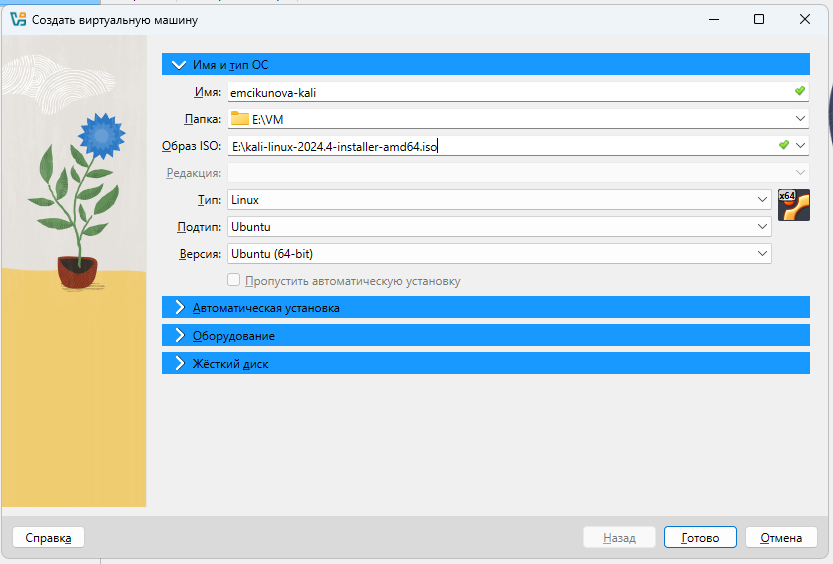 Создать виртуальную машину
Имя и тип ОС
Имя: emcikunova-kali
Папка: E:\VM
Образ ISO: E:\kali-linux-2024.4-installer-amd64.iso
Редакция:
Тип: Linux
x64
Подтип: Ubuntu
Версия: Ubuntu (64-bit)
Пропустить автоматическую установку
Автоматическая установка
Оборудование
Жёсткий диск
Справка Назад Готово Отмена